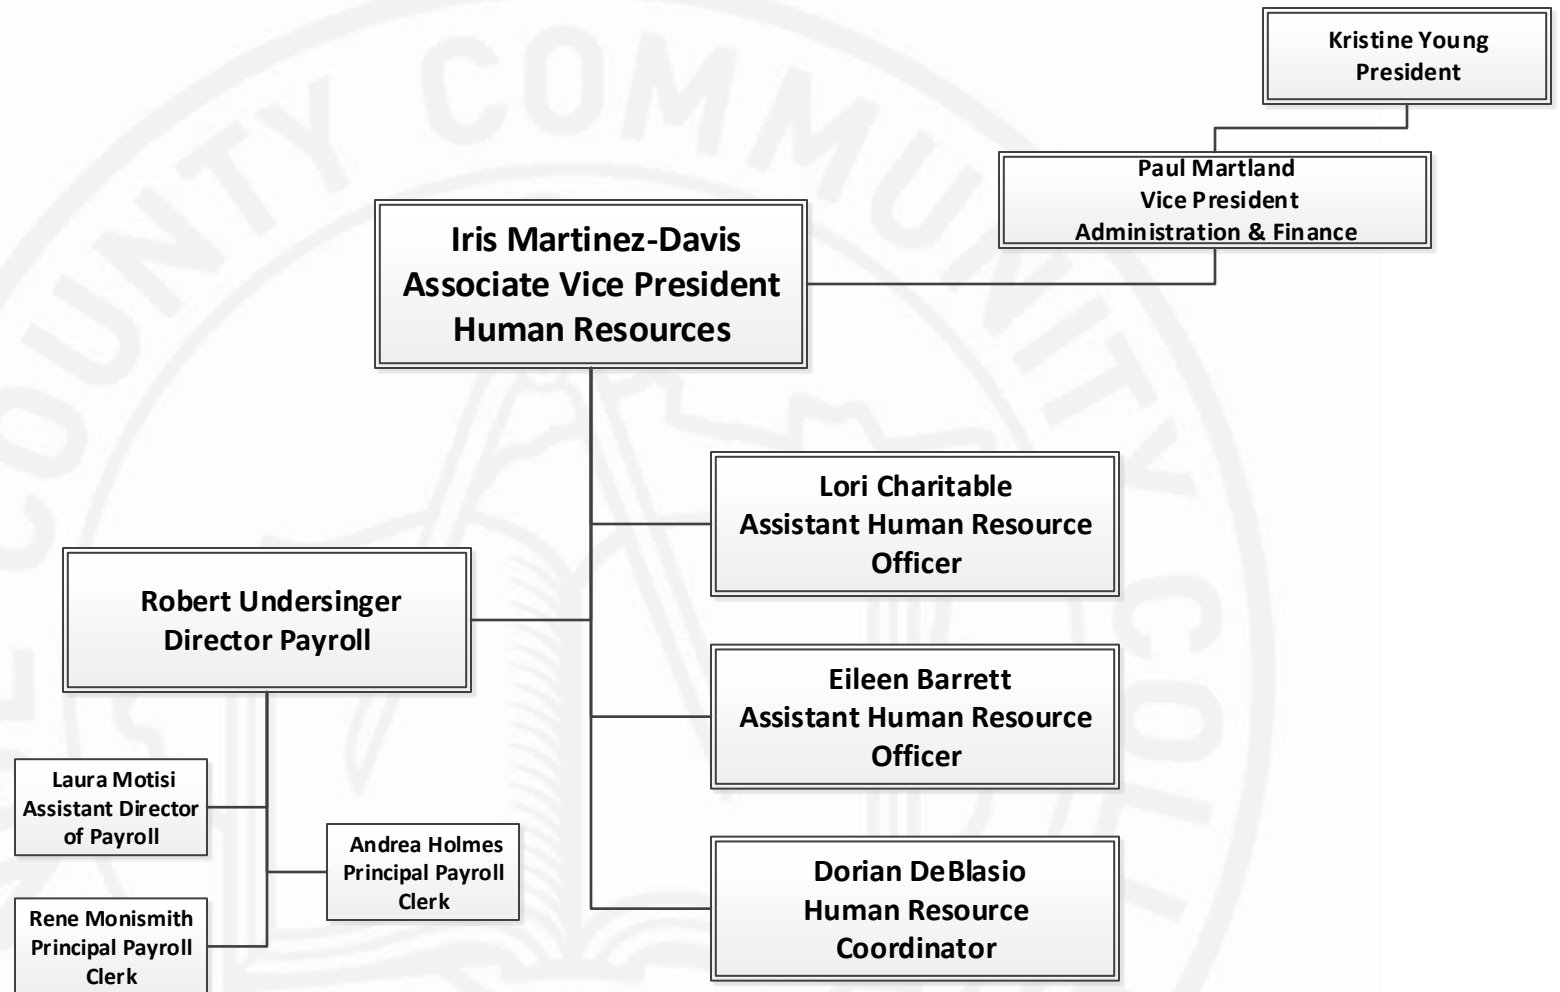 Kristine Young
President
Paul Martland
Vice President
Administration & Finance
Iris Martinez-Davis
Associate Vice President
Human Resources
Lori Charitable
Assistant Human Resource
Officer
Robert Undersinger
Director Payroll
Eileen Barrett
Assistant Human Resource
Officer
Laura Motisi
Assistant Director
of Payroll
Andrea Holmes
Principal Payroll
Clerk
Dorian DeBlasio
Human Resource
Coordinator
Rene Monismith
Principal Payroll
Clerk
COUNTY COMMUNITY